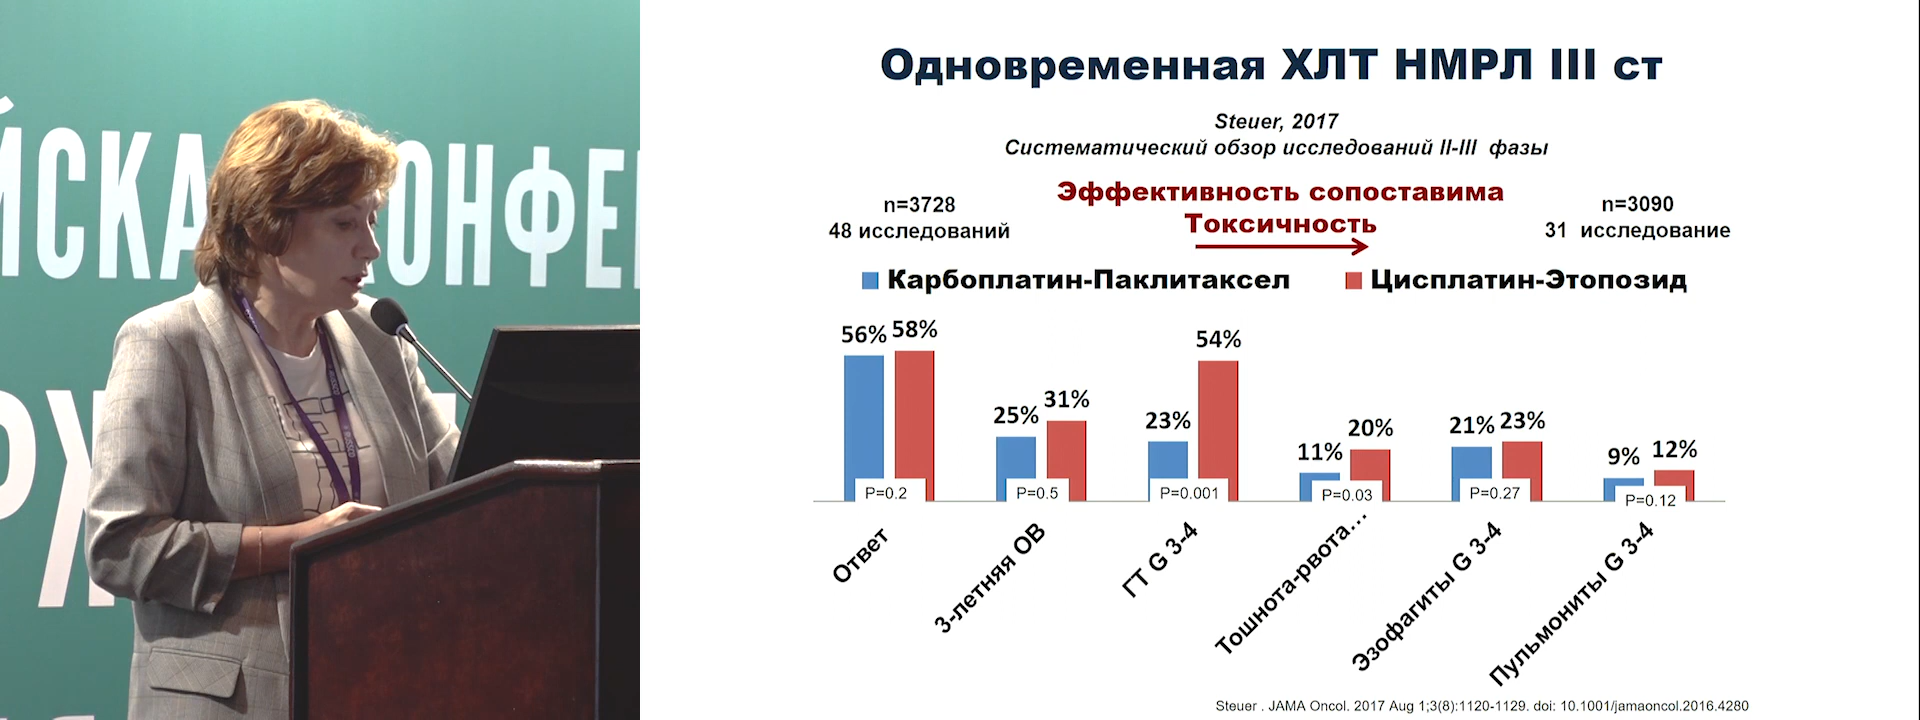 ЙСКА
КОНФЕ
РЖ
Одновременная ХЛТ НМРЛ III ст
Steuer, 2017
Систематический обзор исследований II-III фазы
Эффективность сопоставима
Токсичность
n=3728
48 исследований
n=3090
31 исследование
Карбоплатин-Паклитаксел
Цисплатин-Этопозид
56% 58%
25% 31%
23% 54%
11% 20%
21% 23%
9% 12%
P=0.2
P=0.5
P=0.001
P=0.03
P=0.27
P=0.12
Ответ
3-летняя ОВ
ГТ G 3-4
Тошнота-рвота…
Эзофагиты G 3-4
Пульмониты G 3-4
Steuer . JAMA Oncol. 2017 Aug 1;3(8):1120-1129. doi: 10.1001/jamaoncol.2016.4280